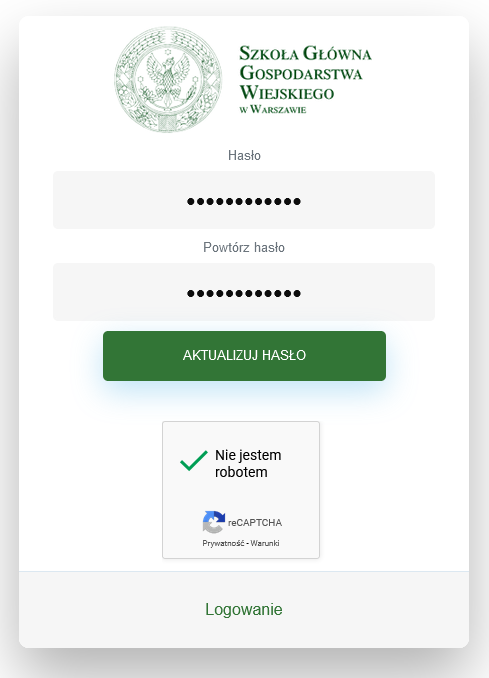 Szkoła Główna
Gospodarstwa
Wiejskiego
w Warszawie
Hasło
••••••••••••
Powtórz hasło
••••••••••••
AKTUALIZUJ HASŁO
Nie jestem
robotem
reCAPTCHA
Prywatność - Warunki
Logowanie